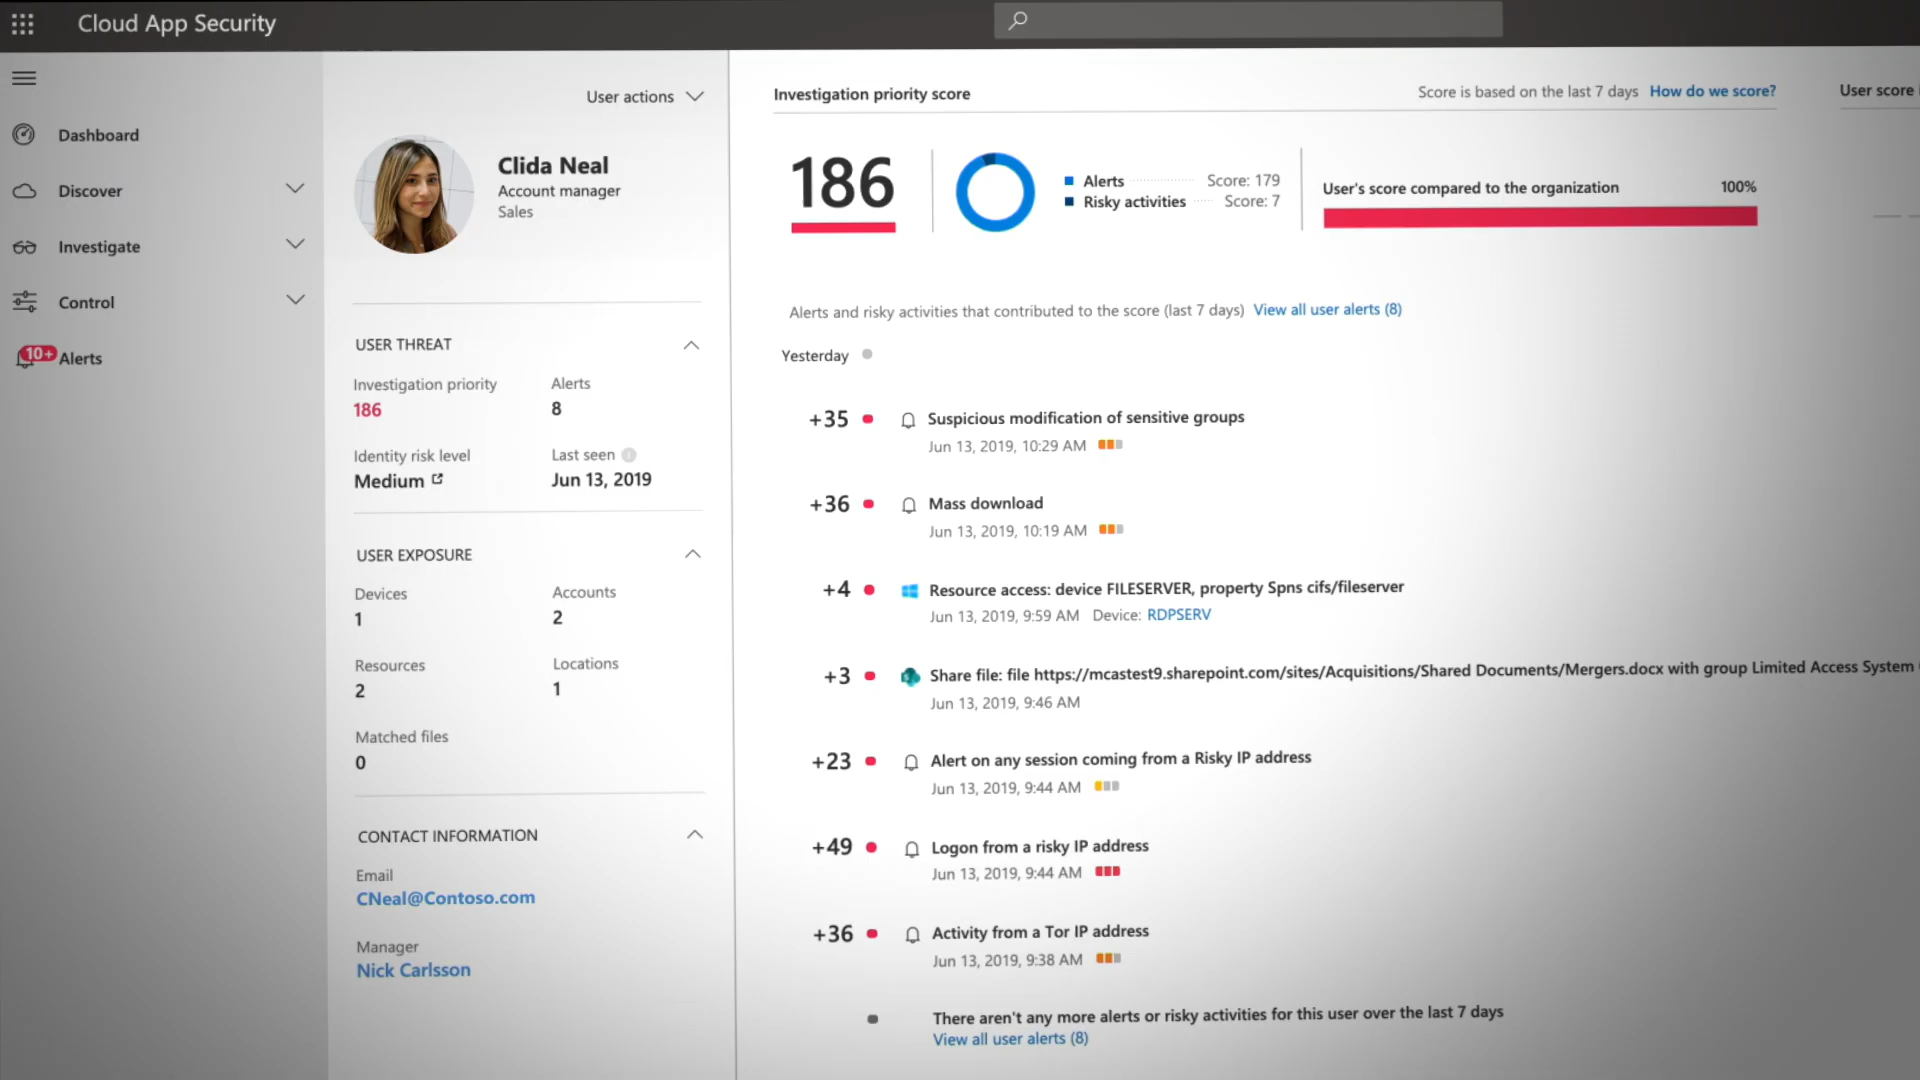 Cloud App Security
Dashboard
Discover
Investigate
Control
10+
Alerts
User actions
Clida Neal
Account manager
Sales
USER THREAT
Investigation priority
186
Alerts
8
Identity risk level
Medium
Last seen
Jun 13, 2019
USER EXPOSURE
Devices
1
Accounts
2
Resources
2
Locations
1
Matched files
0
CONTACT INFORMATION
Email
CNeal@Contoso.com
Manager
Nick Carlsson
Investigation priority score
Score is based on the last 7 days How do we score?
User score
186
Alerts Score: 179
Risky activities Score: 7
User's score compared to the organization 100%
Alerts and risky activities that contributed to the score (last 7 days) View all user alerts (8)
Yesterday
+35 Suspicious modification of sensitive groups
Jun 13, 2019, 10:29 AM
+36 Mass download
Jun 13, 2019, 10:19 AM
+4 Resource access: device FILESERVER, property Spns cifs/fileserver
Jun 13, 2019, 9:59 AM Device: RDPSERV
+3 Share file: file https://mcastest9.sharepoint.com/sites/Acquisitions/Shared Documents/Mergers.docx with group Limited Access System
Jun 13, 2019, 9:46 AM
+23 Alert on any session coming from a Risky IP address
Jun 13, 2019, 9:44 AM
+49 Logon from a risky IP address
Jun 13, 2019, 9:44 AM
+36 Activity from a Tor IP address
Jun 13, 2019, 9:38 AM
There aren't any more alerts or risky activities for this user over the last 7 days
View all user alerts (8)